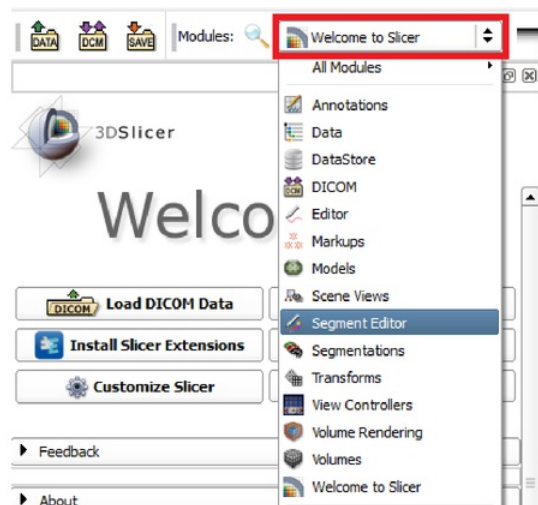 DATA
DCM
SAVE
Modules:
Welcome to Slicer
All Modules
3DSlicer
Welco
Annotations
Data
DataStore
DCM
DICOM
Editor
Markups
Models
Scene Views
Segment Editor
Segmentations
Transforms
View Controllers
Volume Rendering
Volumes
Welcome to Slicer
DICOM
Load DICOM Data
Install Slicer Extensions
Customize Slicer
Feedback
About